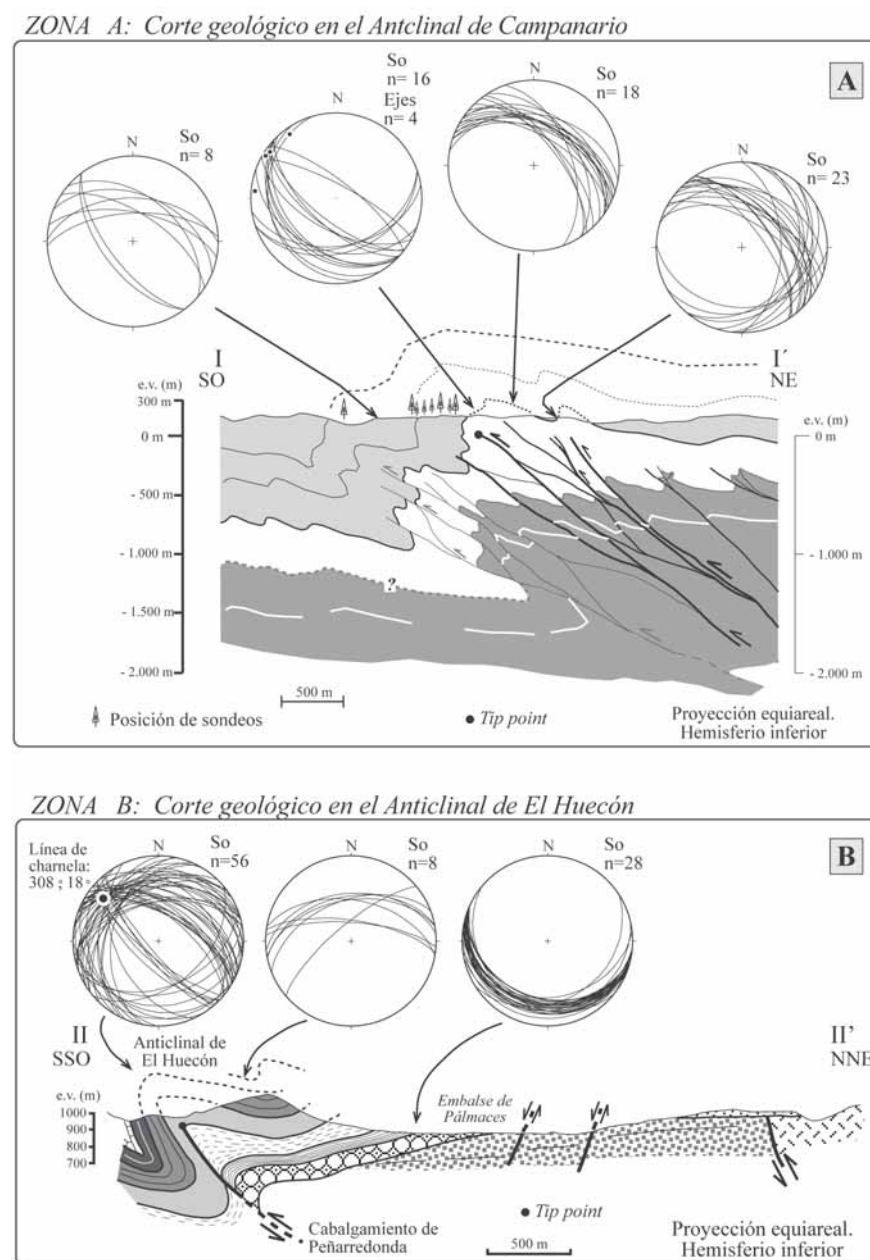 ZONA A: Corte geológico en el Antclinal de Campanario
A
So
n= 16
Ejes
n= 4
So
n= 18
So
n= 8
So
n= 23
N
N
N
N
I
SO
I´
NE
e.v. (m)
300 m
0 m
- 500 m
- 1.000 m
- 1.500 m
- 2.000 m
e.v. (m)
0 m
- 1.000 m
- 2.000 m
?
500 m
Posición de sondeos
Tip point
Proyección equiareal.
Hemisferio inferior
ZONA B: Corte geológico en el Anticlinal de El Huecón
B
Línea de
charnela:
308 ; 18
N
So
n=56
N
So
n=8
N
So
n=28
II
SSO
Anticlinal de
El Huecón
II'
NNE
e.v. (m)
1000
900
800
700
Embalse de
Pálmaces
Cabalgamiento de
Peñarredonda
Tip point
500 m
Proyección equiareal.
Hemisferio inferior